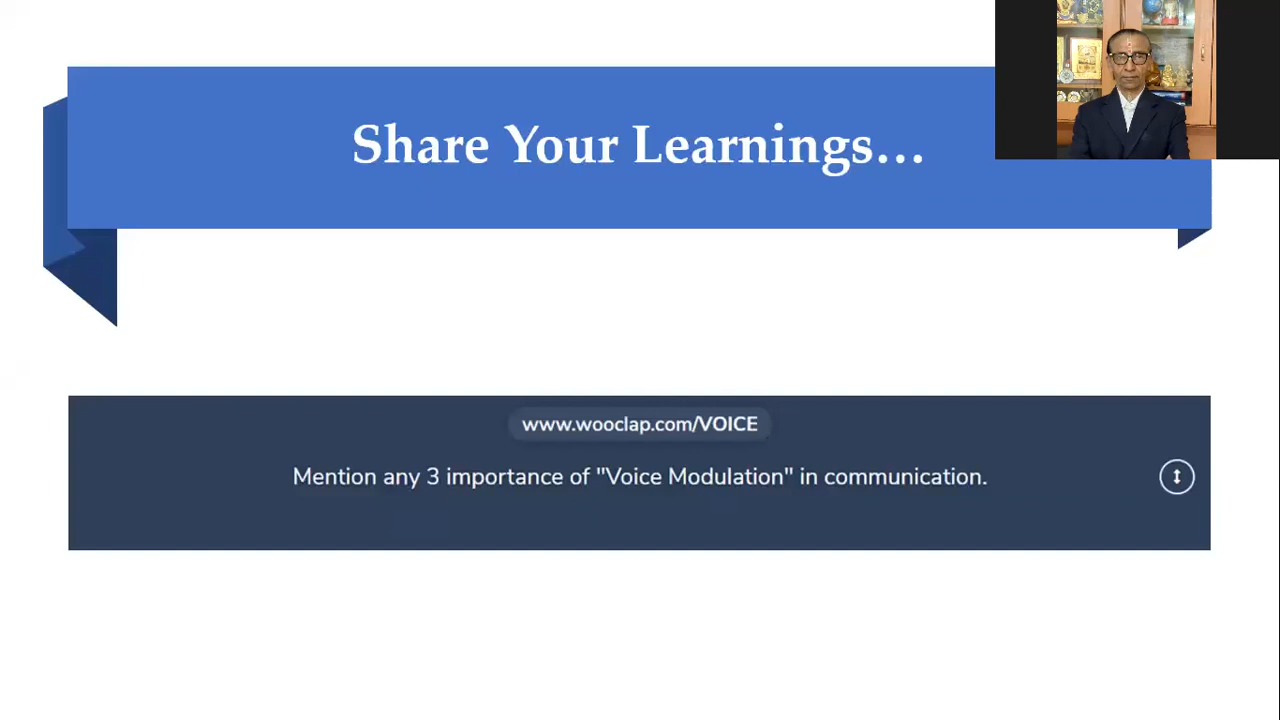 Share Your Learnings...
www.wooclap.com/VOICE
Mention any 3 importance of "Voice Modulation" in communication.